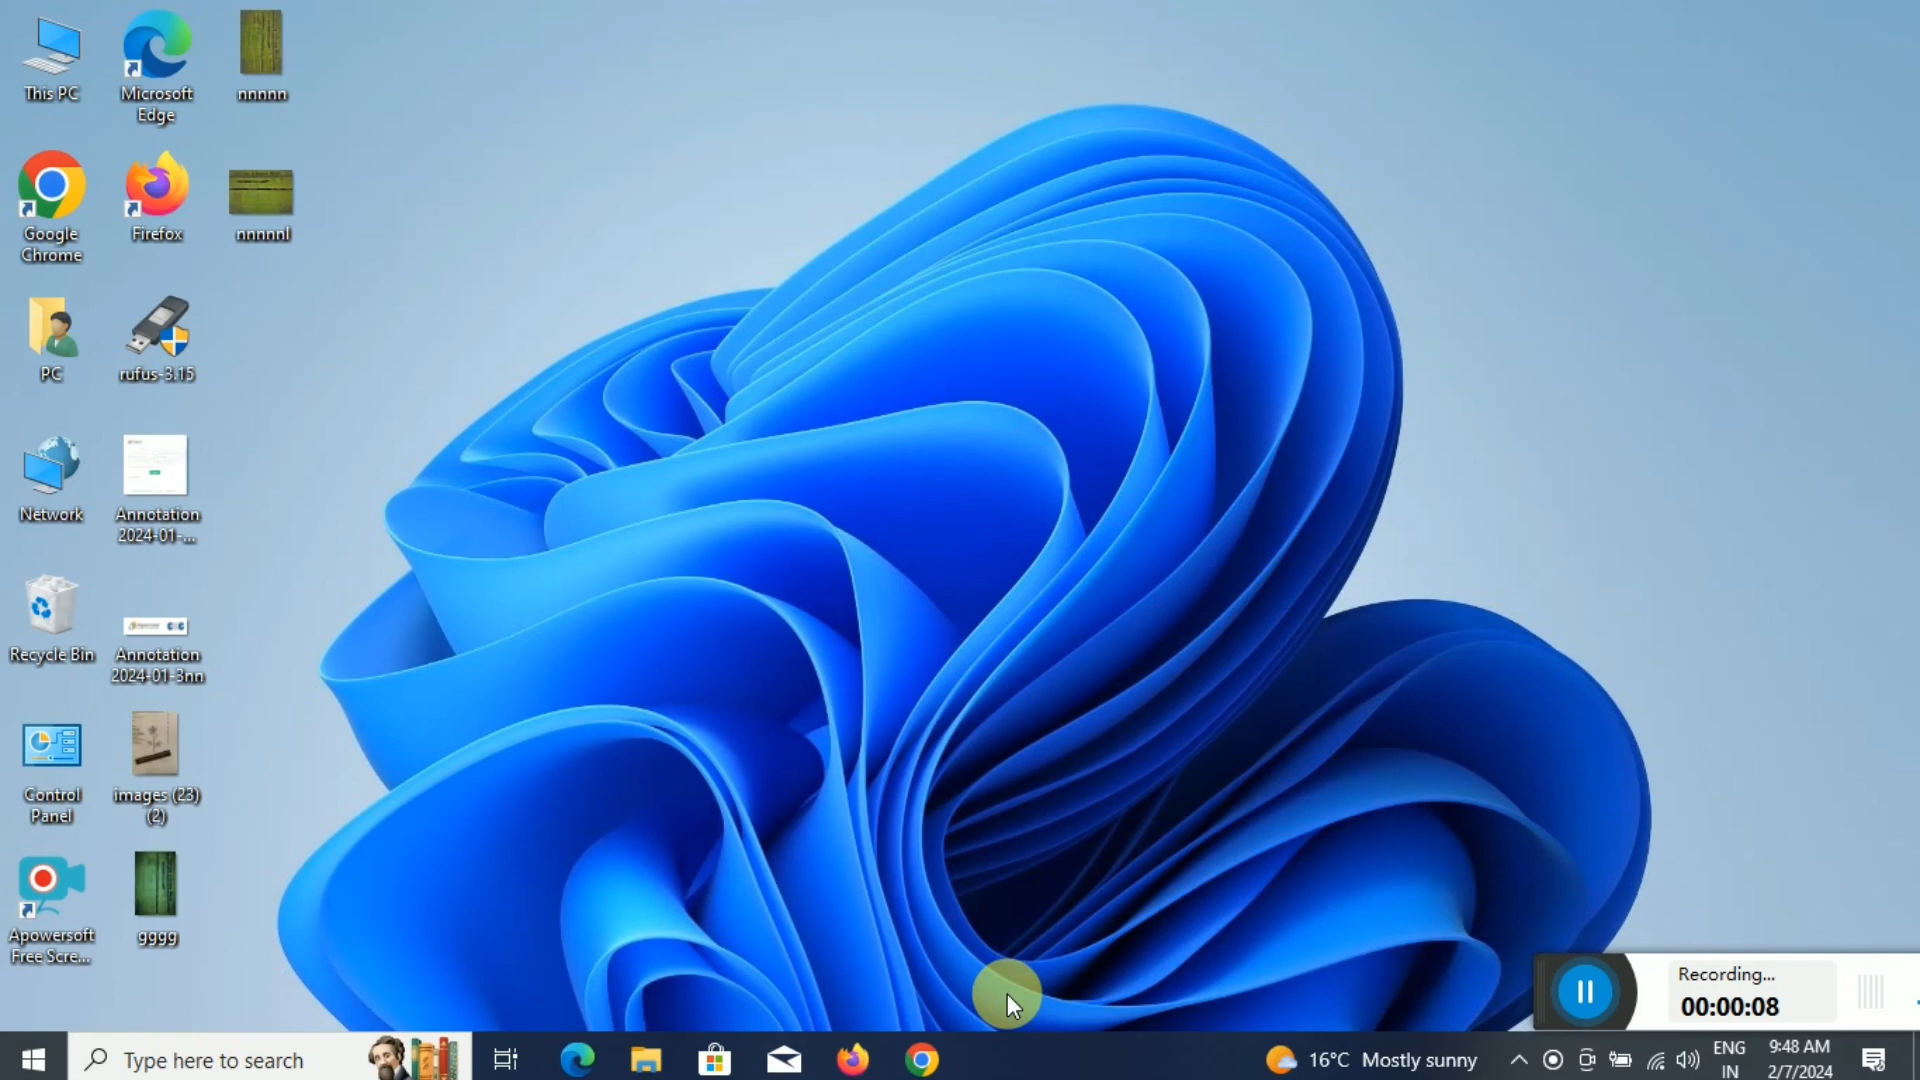 This PC
Microsoft
Edge
nnnnn
Google
Chrome
Firefox
nnnnnl
PC
rufus-3.15
Network
Annotation
2024-01-...
Recycle Bin
Annotation
2024-01-3nn
Control
Panel
images (23)
(2)
Apowersoft
Free Scre...
gggg
Recording...
00:00:08
Type here to search
16°C Mostly sunny
ENG
IN
9:48 AM
2/7/2024